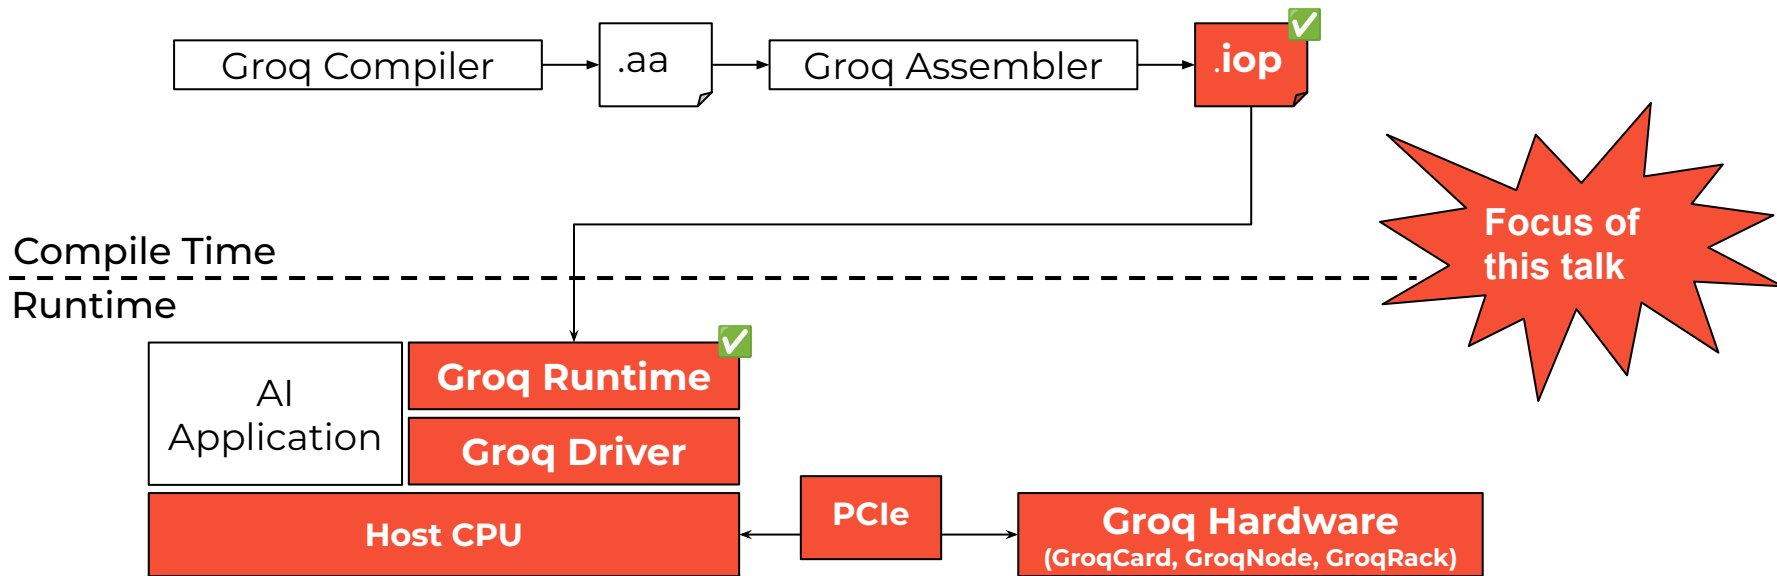 Groq Compiler
.aa
Groq Assembler
.iop
Focus of
this talk
Compile Time
Runtime
AI
Application
Groq Runtime
Groq Driver
Host CPU
PCIe
Groq Hardware
(GroqCard, GroqNode, GroqRack)